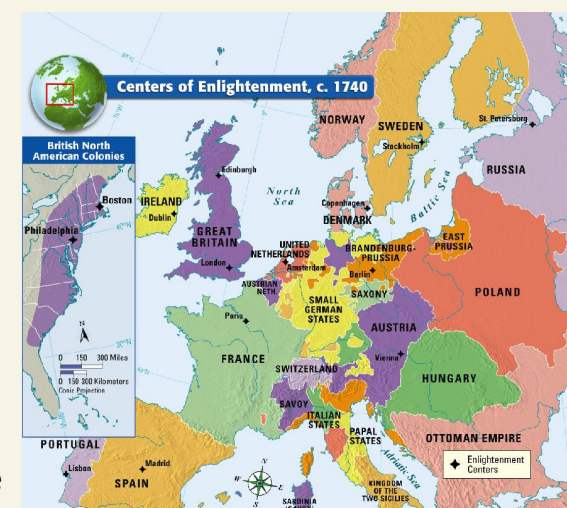 Centers of Enlightenment, c. 1740
British North
American Colonies
Boston
Philadelphia
N
0 150 300 Miles
0 150 300 Kilometers
Conic Projection
NORWAY
SWEDEN
Stockholm
St. Petersburg
RUSSIA
Edinburgh
North
Sea
Baltic Sea
IRELAND
Dublin
Copenhagen
DENMARK
GREAT
BRITAIN
London
UNITED
NETHERLANDS
Amsterdam
BRANDENBURG-
PRUSSIA
Berlin
EAST
PRUSSIA
AUSTRIAN
NETH.
SAXONY
POLAND
SMALL
GERMAN
STATES
Paris
FRANCE
AUSTRIA
Vienna
SWITZERLAND
HUNGARY
SAVOY
ITALIAN
STATES
PAPAL
STATES
OTTOMAN EMPIRE
Adriatic Sea
PORTUGAL
Lisbon
Madrid
SPAIN
N
W
E
S
SARDINIA
KINGDOM
OF THE
TWO SICILIES
Enlightenment
Centers